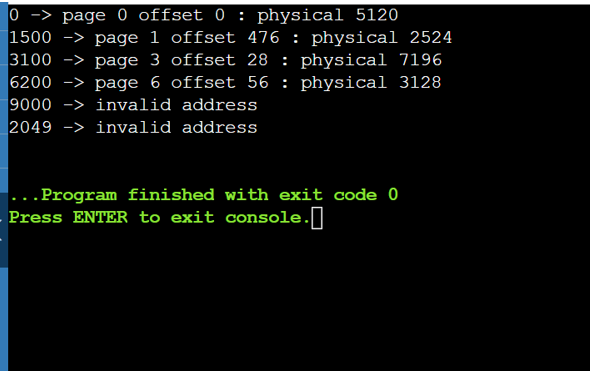 0 -> page 0 offset 0 : physical 5120
1500 -> page 1 offset 476 : physical 2524
3100 -> page 3 offset 28 : physical 7196
6200 -> page 6 offset 56 : physical 3128
9000 -> invalid address
2049 -> invalid address
...Program finished with exit code 0
Press ENTER to exit console.